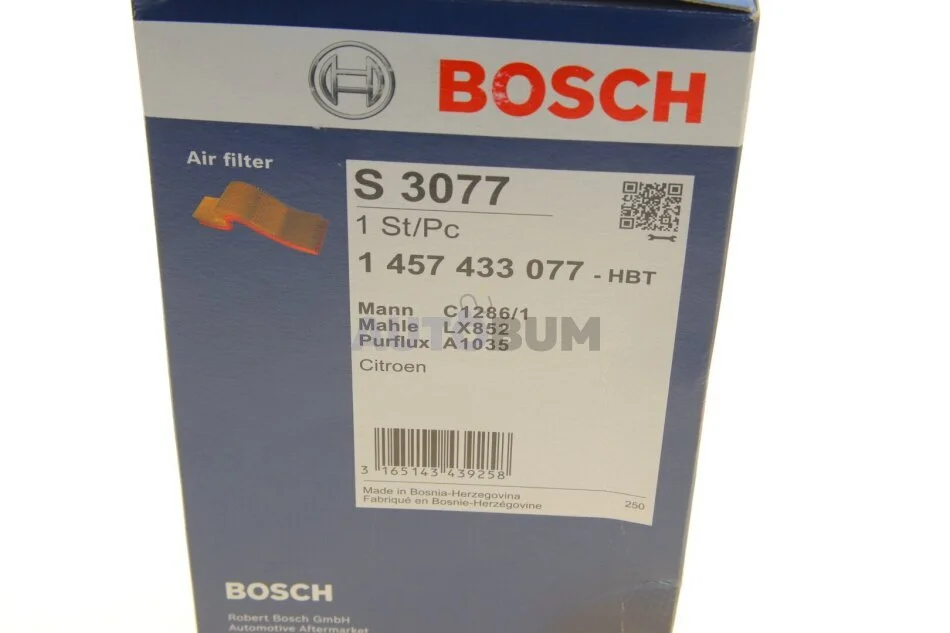 BOSCH
Air filter
S 3077
1 St/Pc
1 457 433 077 - HBT
Mann C1286/1
Mahle LX852
Purflux A1035
AUTOBUM
Citroen
3 165143 439258
Made in Bosnia-Herzegovina
Fabriqué en Bosnie-Herzégovine
250
BOSCH
Robert Bosch GmbH
Automotive Aftermarket